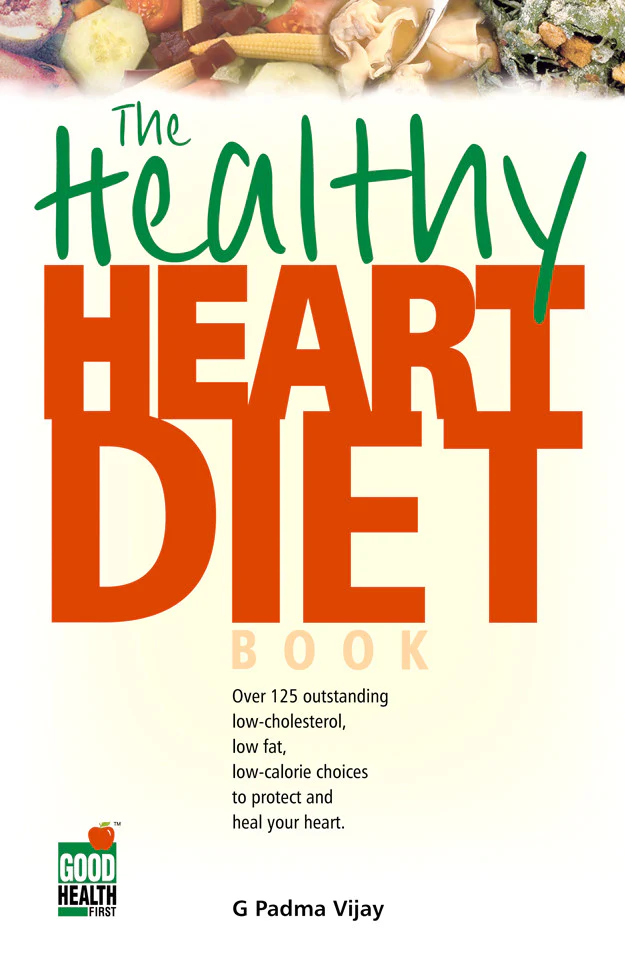 The
Healthy
HEART
DIET
BOOK
Over 125 outstanding
low-cholesterol,
low fat,
low-calorie choices
to protect and
heal your heart.
TM
GOOD
HEALTH
FIRST
G Padma Vijay